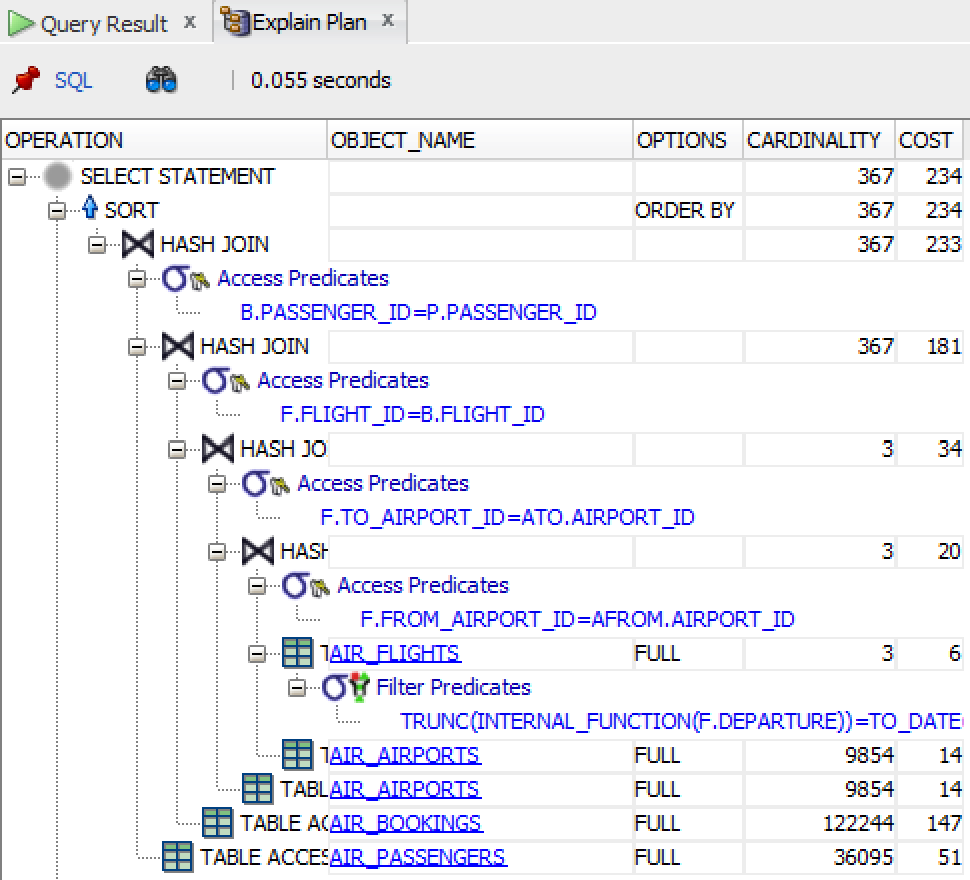 Query Result x Explain Plan x
SQL | 0.055 seconds
OPERATION OBJECT_NAME OPTIONS CARDINALITY COST
SELECT STATEMENT 367 234
SORT ORDER BY 367 234
HASH JOIN 367 233
Access Predicates
B.PASSENGER_ID=P.PASSENGER_ID
HASH JOIN 367 181
Access Predicates
F.FLIGHT_ID=B.FLIGHT_ID
HASH JO 3 34
Access Predicates
F.TO_AIRPORT_ID=ATO.AIRPORT_ID
HASH 3 20
Access Predicates
F.FROM_AIRPORT_ID=AFROM.AIRPORT_ID
T AIR_FLIGHTS FULL 3 6
Filter Predicates
TRUNC(INTERNAL_FUNCTION(F.DEPARTURE))=TO_DATE(
T AIR_AIRPORTS FULL 9854 14
TABL AIR_AIRPORTS FULL 9854 14
TABLE AC AIR_BOOKINGS FULL 122244 147
TABLE ACCES AIR_PASSENGERS FULL 36095 51